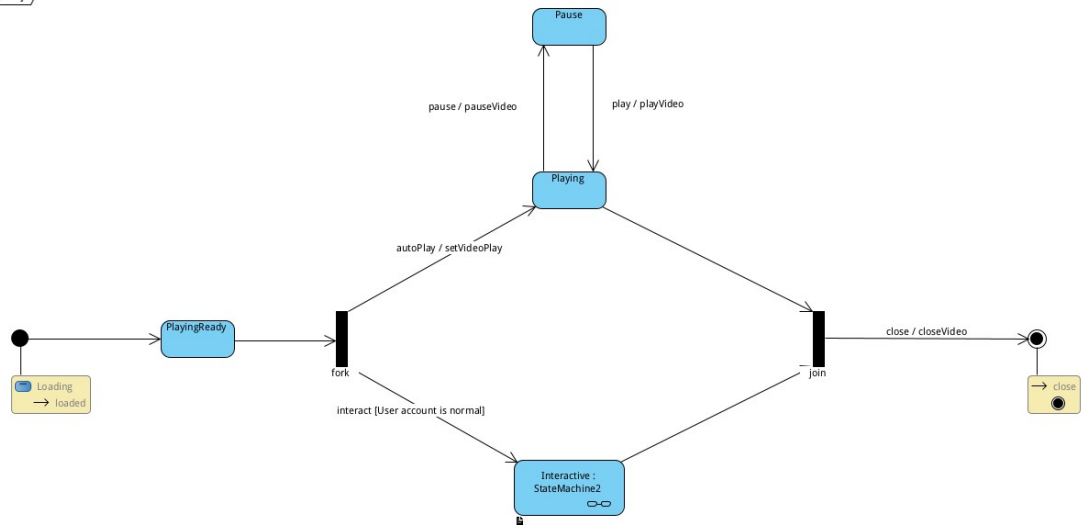 Pause
pause / pauseVideo
play / playVideo
Playing
autoPlay / setVideoPlay
PlayingReady
close / closeVideo
fork
join
Loading
loaded
close
interact [User account is normal]
Interactive :
StateMachine2